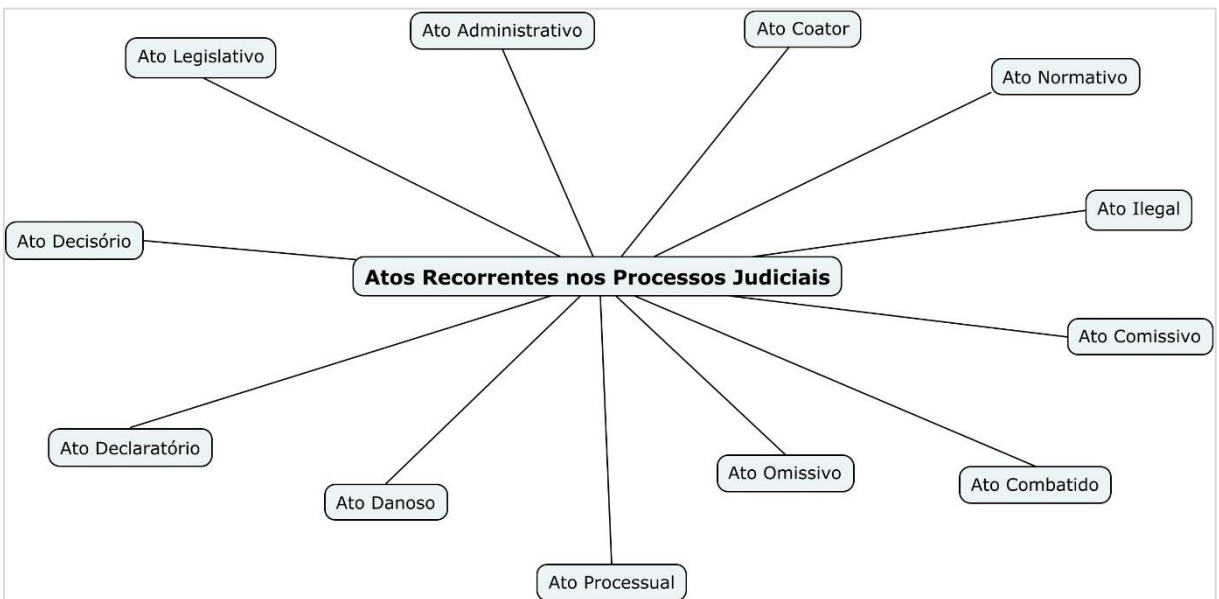 Ato Administrativo
Ato Coator
Ato Legislativo
Ato Normativo
Ato Ilegal
Ato Decisório
Atos Recorrentes nos Processos Judiciais
Ato Comissivo
Ato Declaratório
Ato Omissivo
Ato Combatido
Ato Danoso
Ato Processual